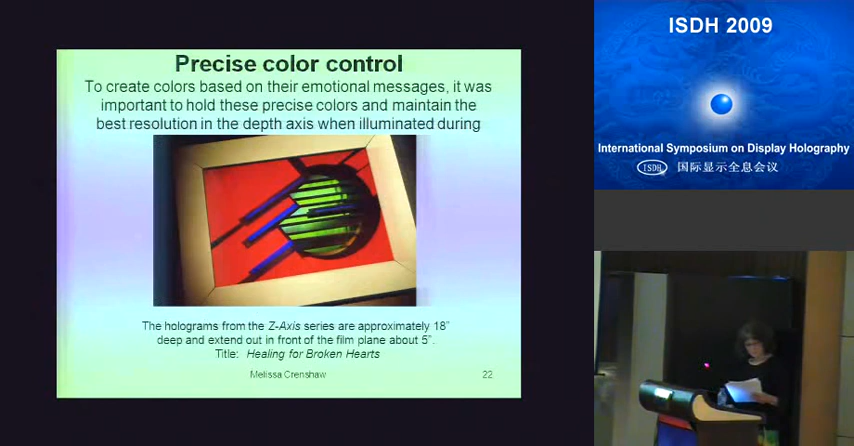 Precise color control
To create colors based on their emotional messages, it was
important to hold these precise colors and maintain the
best resolution in the depth axis when illuminated during
The holograms from the Z-Axis series are approximately 18”
deep and extend out in front of the film plane about 5”.
Title: Healing for Broken Hearts
Melissa Crenshaw
22
ISDH 2009
International Symposium on Display Holography
ISDH 国际显示全息会议